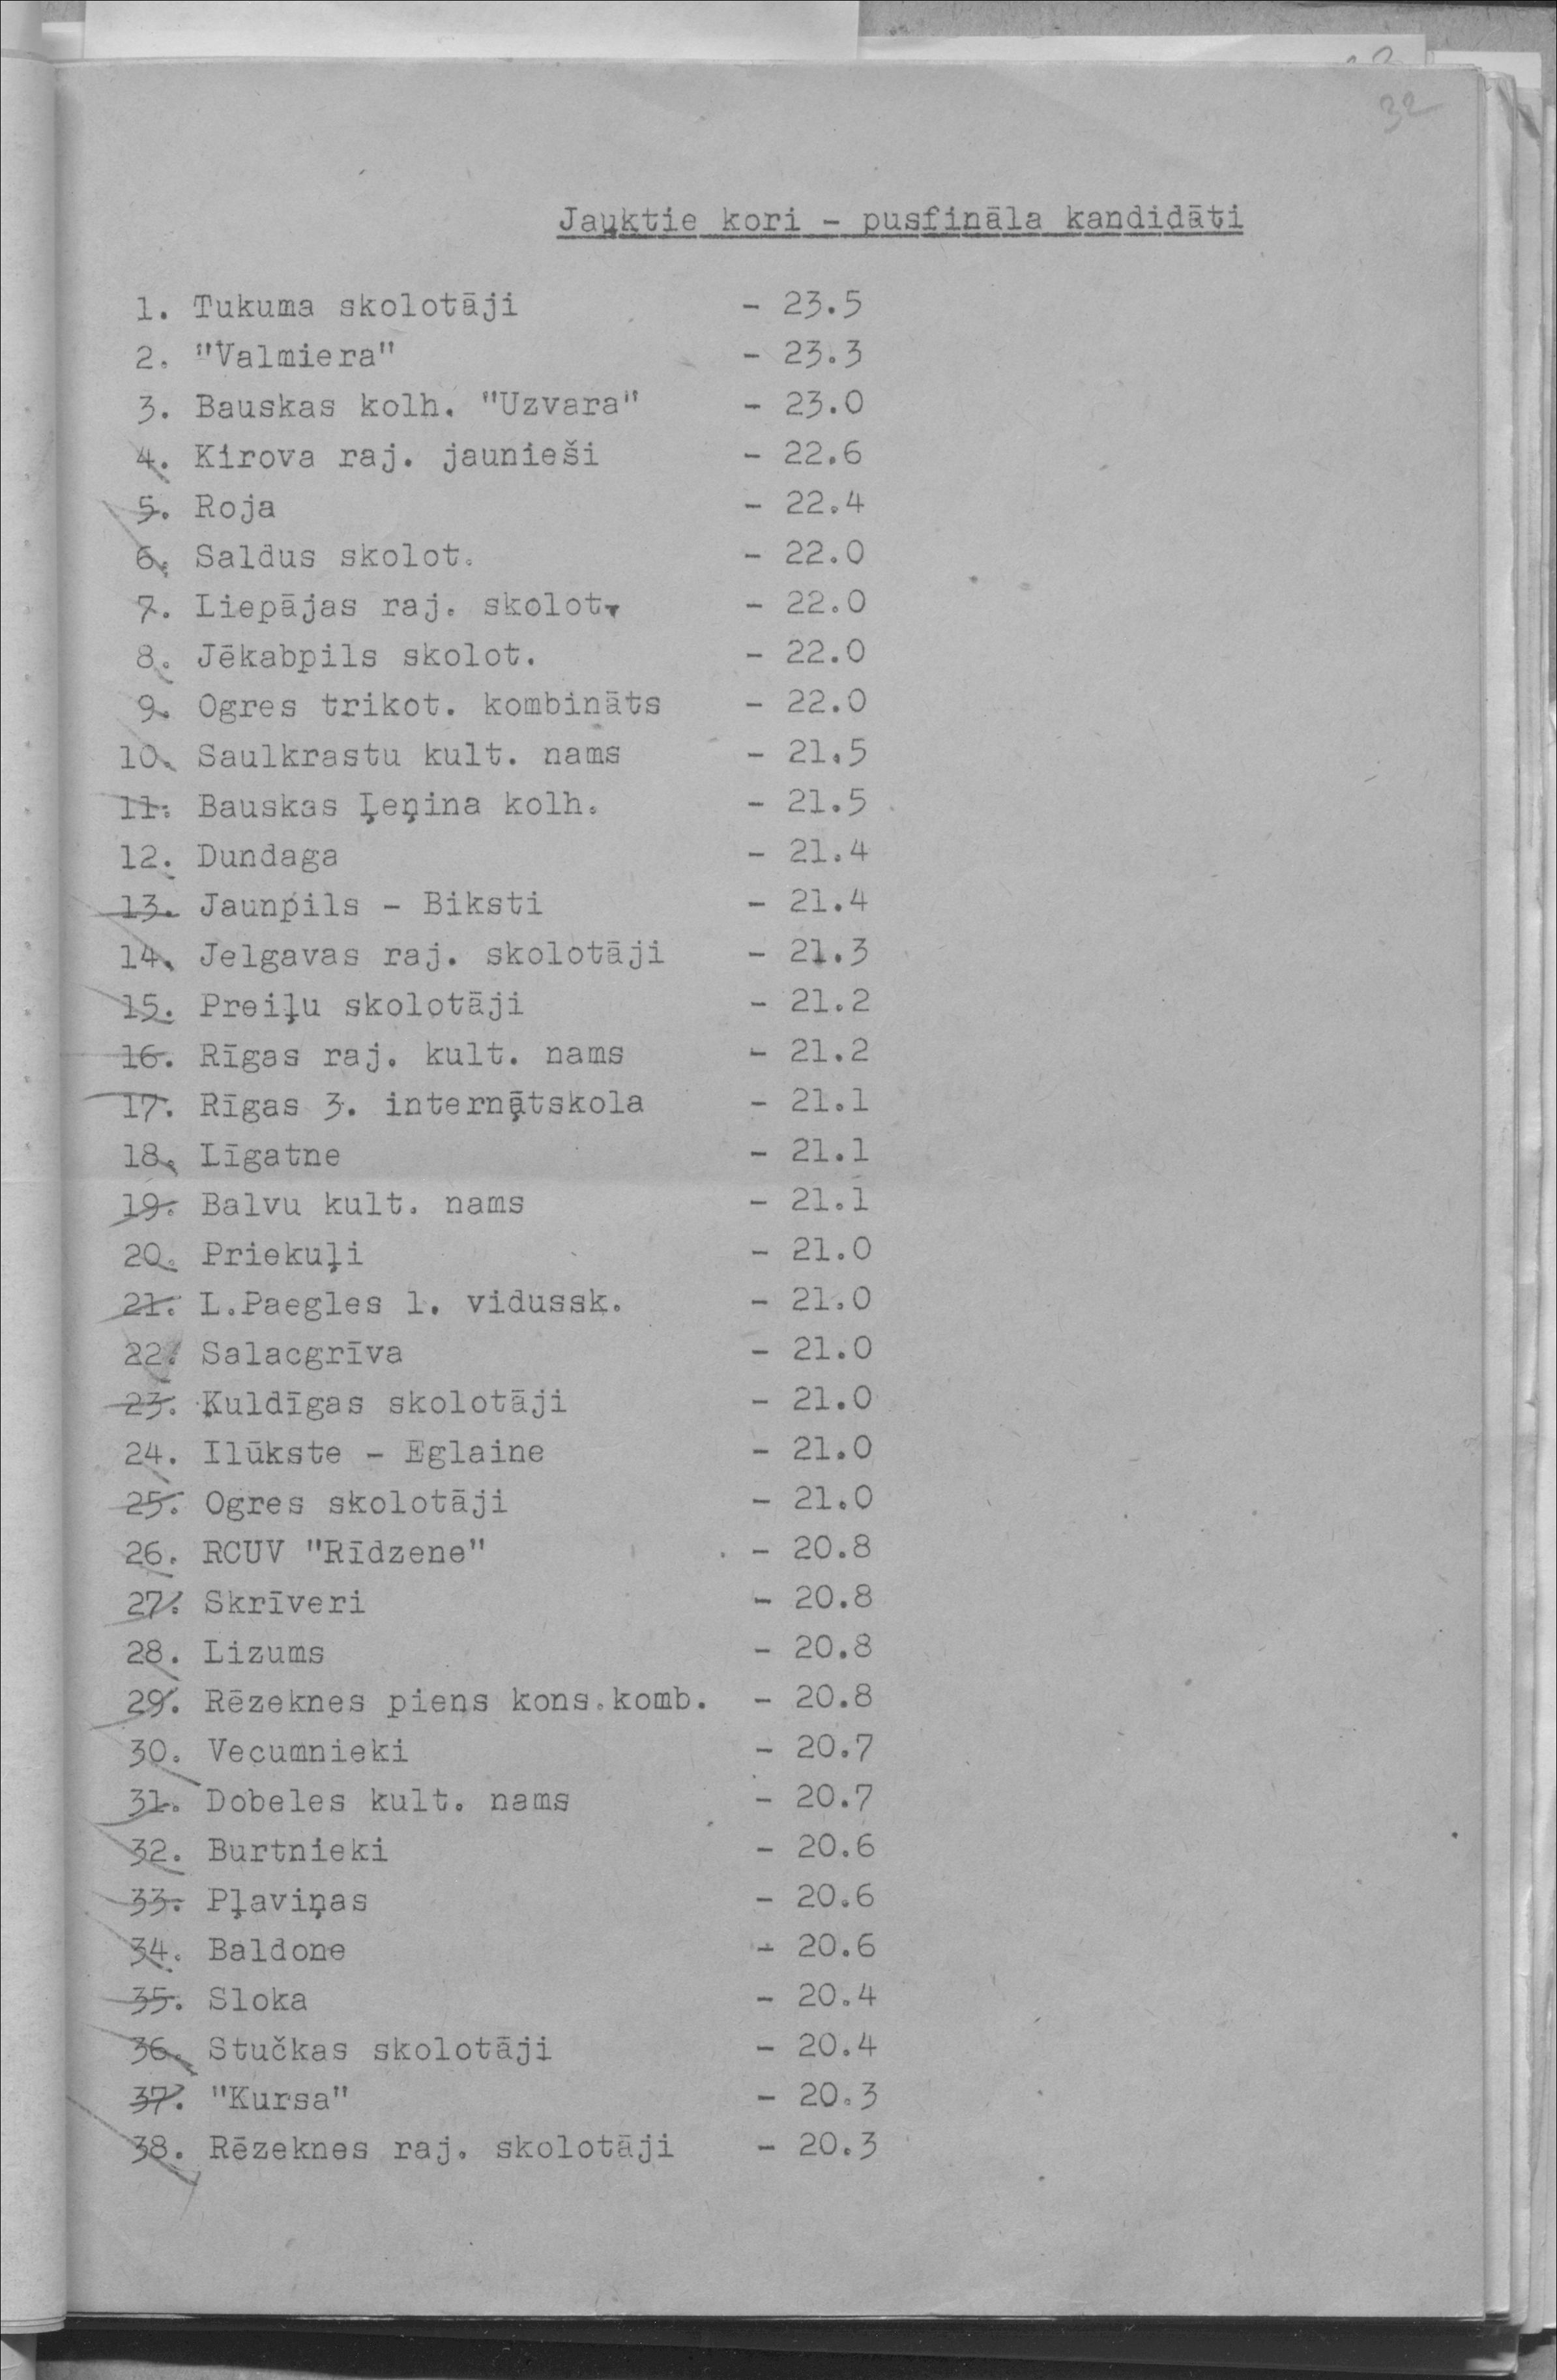 32
Jauktie kori - pusfināla kandidāti
1. Tukuma skolotāji - 23.5
2. "Valmiera" - 23.3
3. Bauskas kolh. "Uzvara" - 23.0
4. Kirova raj. jaunieši - 22.6
5. Roja - 22.4
6. Saldus skolot. - 22.0
7. Liepājas raj. skolot. - 22.0
8. Jēkabpils skolot. - 22.0
9. Ogres trikot. kombināts - 22.0
10. Saulkrastu kult. nams - 21.5
11. Bauskas Ļeņina kolh. - 21.5
12. Dundaga - 21.4
13. Jaunpils - Biksti - 21.4
14. Jelgavas raj. skolotāji - 21.3
15. Preiļu skolotāji - 21.2
16. Rīgas raj. kult. nams - 21.2
17. Rīgas 3. internātskola - 21.1
18. Līgatne - 21.1
19. Balvu kult. nams - 21.1
20. Priekuļi - 21.0
21. L.Paegles 1. vidussk. - 21.0
22. Salacgrīva - 21.0
23. Ķuldīgas skolotāji - 21.0
24. Ilūkste - Eglaine - 21.0
25. Ogres skolotāji - 21.0
26. RCUV "Rīdzene" - 20.8
27. Skrīveri - 20.8
28. Lizums - 20.8
29. Rēzeknes piens kons.komb. - 20.8
30. Vecumnieki - 20.7
31. Dobeles kult. nams - 20.7
32. Burtnieki - 20.6
33. Pļaviņas - 20.6
34. Baldone - 20.6
35. Sloka - 20.4
36. Stučkas skolotāji - 20.4
37. "Kursa" - 20.3
38. Rēzeknes raj. skolotāji - 20.3